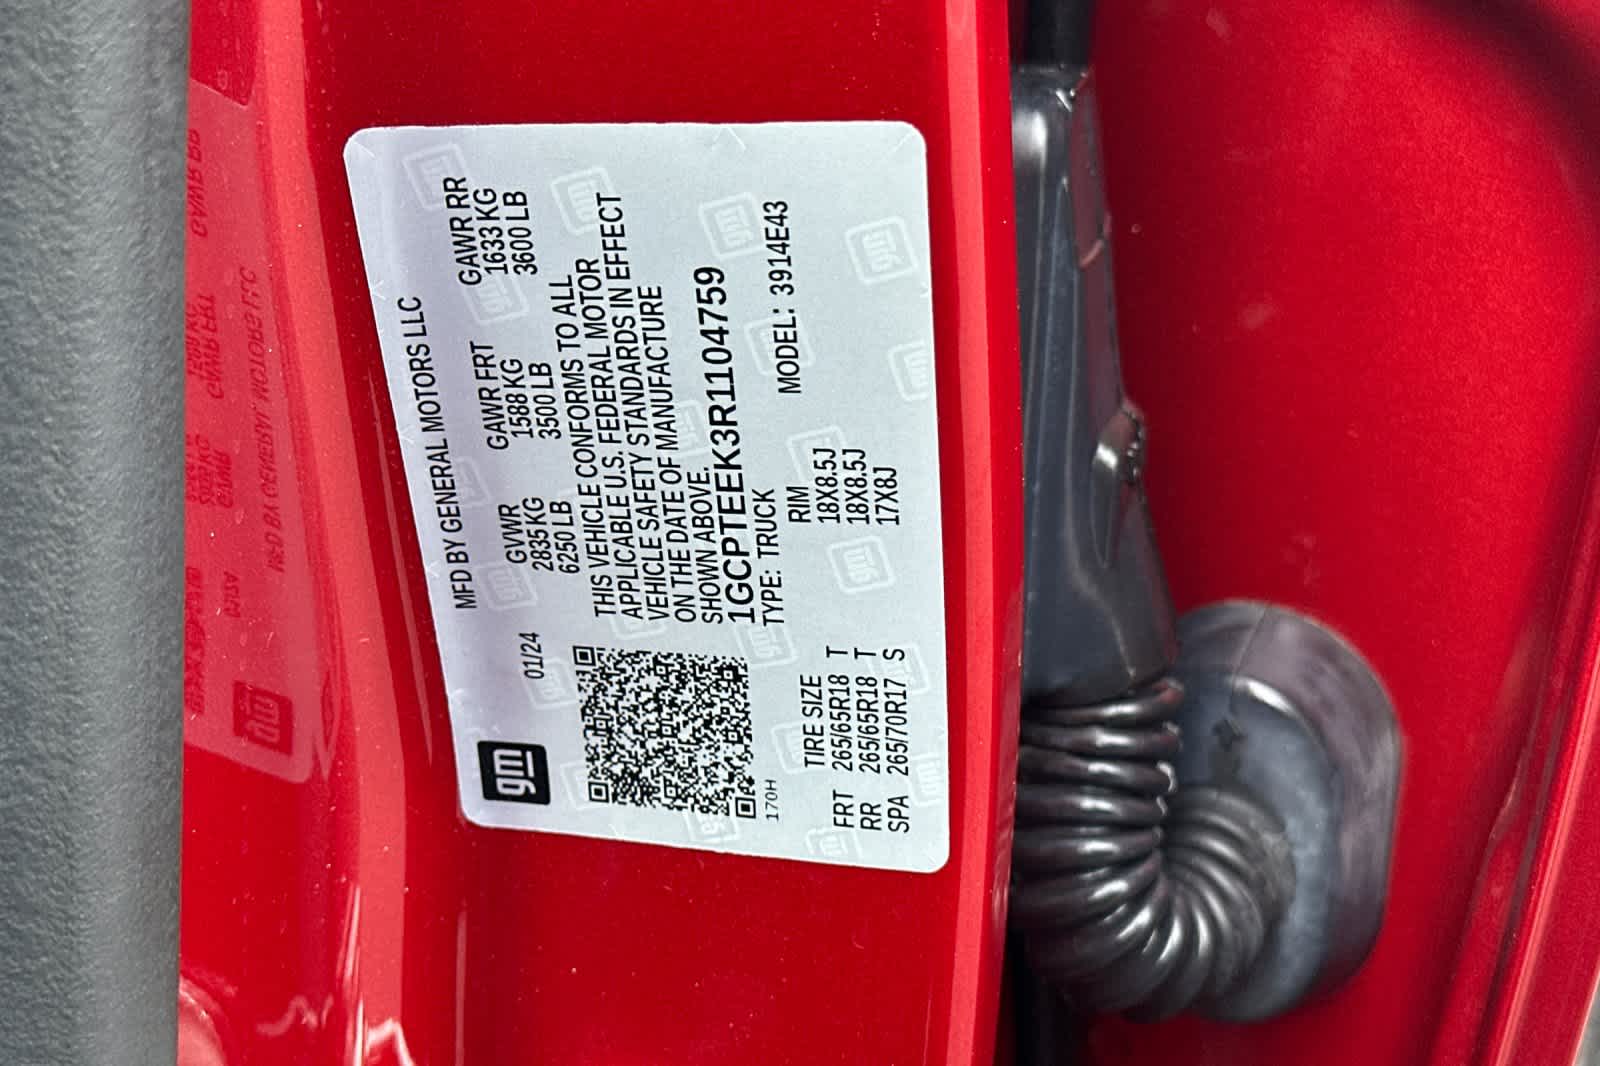 gm
01/24
MFD BY GENERAL MOTORS LLC
GVWR GAWR FRT GAWR RR
2835 KG 1588 KG 1633 KG
6250 LB 3500 LB 3600 LB
THIS VEHICLE CONFORMS TO ALL
APPLICABLE U.S. FEDERAL MOTOR
VEHICLE SAFETY STANDARDS IN EFFECT
ON THE DATE OF MANUFACTURE
SHOWN ABOVE.
1GCPTEEK3R1104759
170H
TYPE: TRUCK MODEL: 3914E43
TIRE SIZE RIM
FRT 265/65R18 T 18X8.5J
RR 265/65R18 T 18X8.5J
SPA 265/70R17 S 17X8J